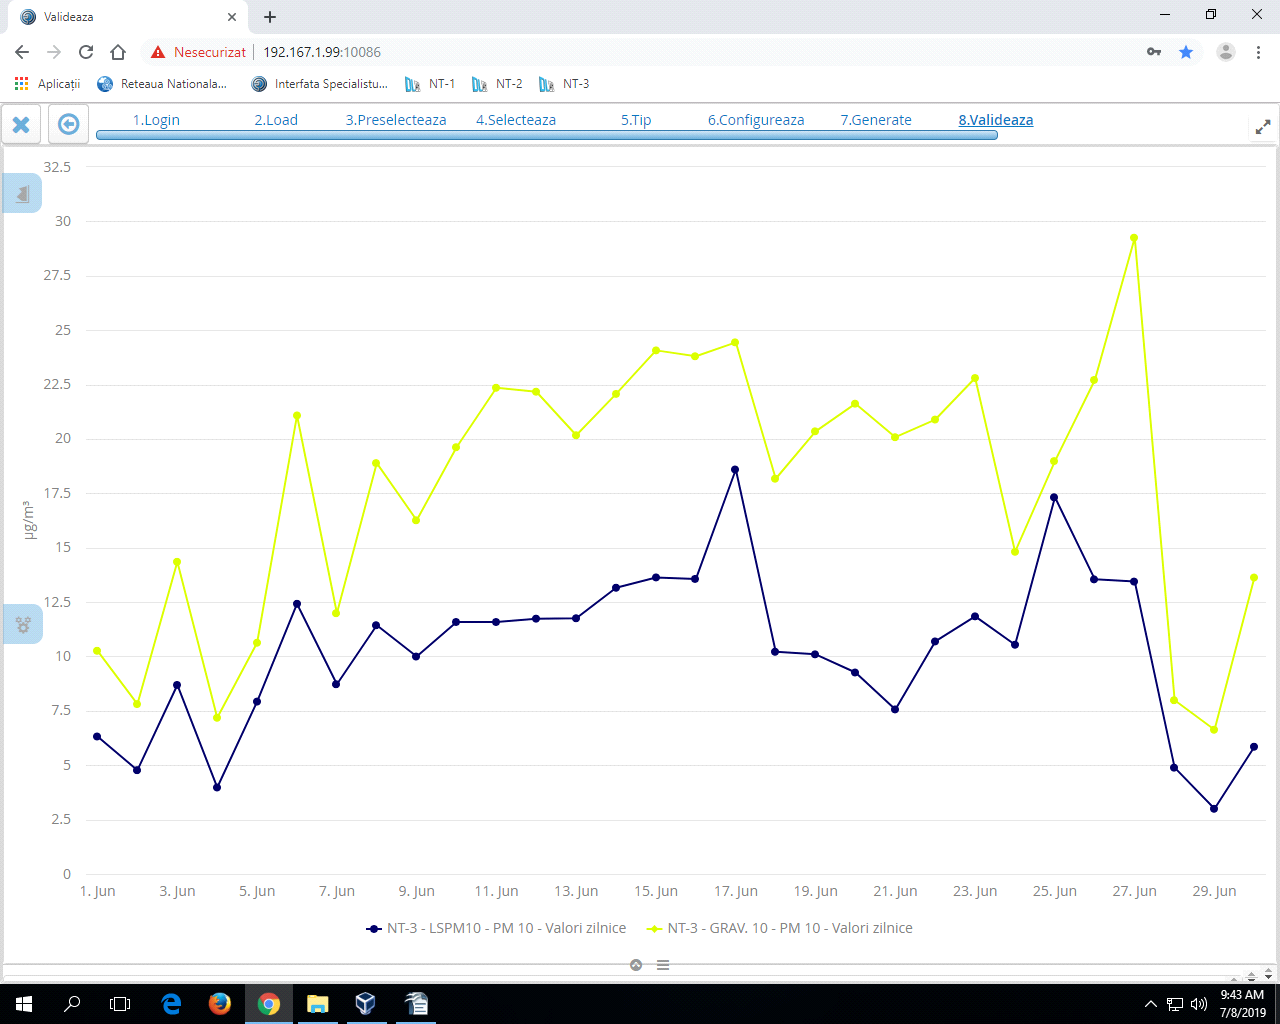 Valideaza
Nesecurizat
192.167.1.99:10086
Aplicații
Reteaua Nationala...
Interfata Specialistu...
NT-1
NT-2
NT-3
1.Login
2.Load
3.Preselecteaza
4.Selecteaza
5.Tip
6.Configureaza
7.Generate
8.Valideaza
32.5
30
27.5
25
22.5
20
17.5
15
12.5
10
7.5
5
2.5
0
µg/m³
1. Jun
3. Jun
5. Jun
7. Jun
9. Jun
11. Jun
13. Jun
15. Jun
17. Jun
19. Jun
21. Jun
23. Jun
25. Jun
27. Jun
29. Jun
NT-3 - LSPM10 - PM 10 - Valori zilnice
NT-3 - GRAV. 10 - PM 10 - Valori zilnice
9:43 AM
7/8/2019